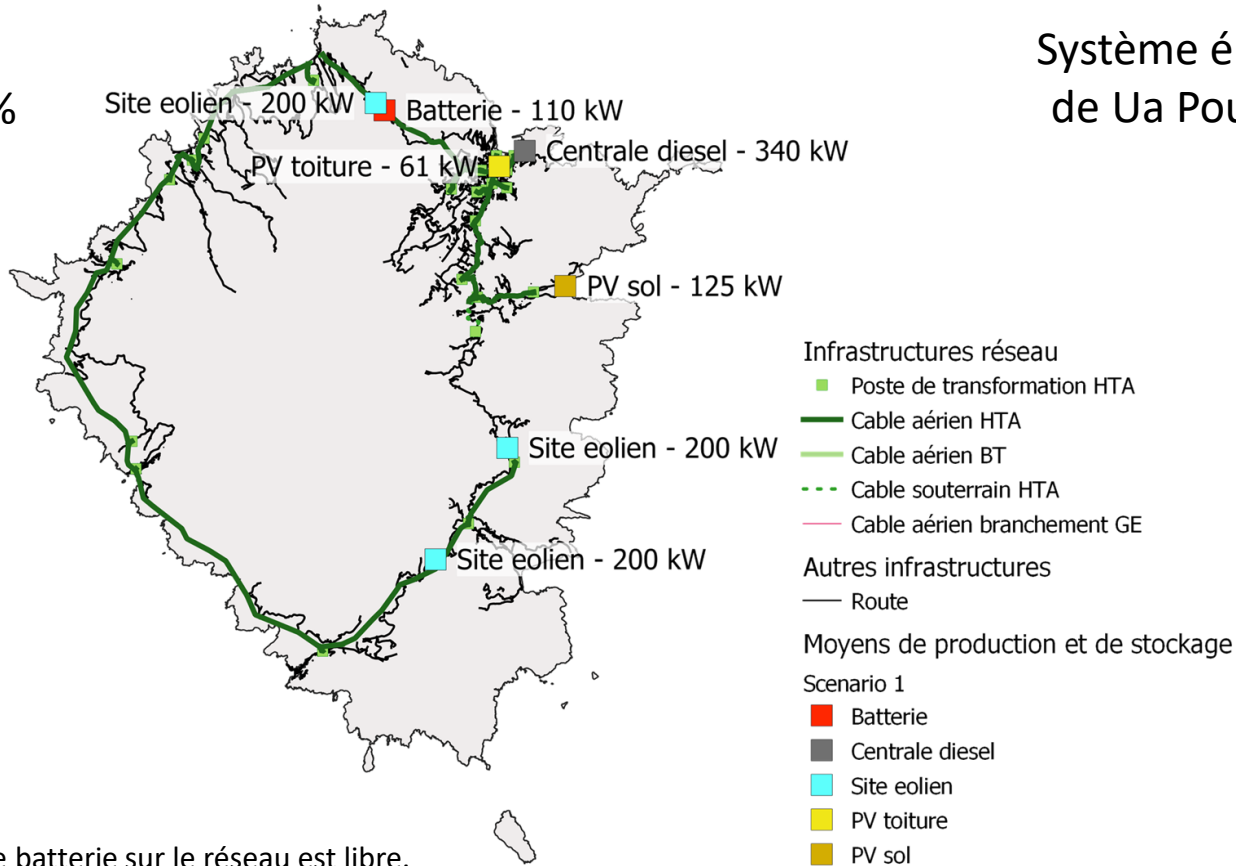 Système é
de Ua Pou
%
Site eolien - 200 kW
Batterie - 110 kW
Centrale diesel - 340 kW
PV toiture - 61 kW
PV sol - 125 kW
Site eolien - 200 kW
Site eolien - 200 kW
Infrastructures réseau
Poste de transformation HTA
Cable aérien HTA
Cable aérien BT
Cable souterrain HTA
Cable aérien branchement GE
Autres infrastructures
Route
Moyens de production et de stockage
Scenario 1
Batterie
Centrale diesel
Site eolien
PV toiture
PV sol
e batterie sur le réseau est libre.